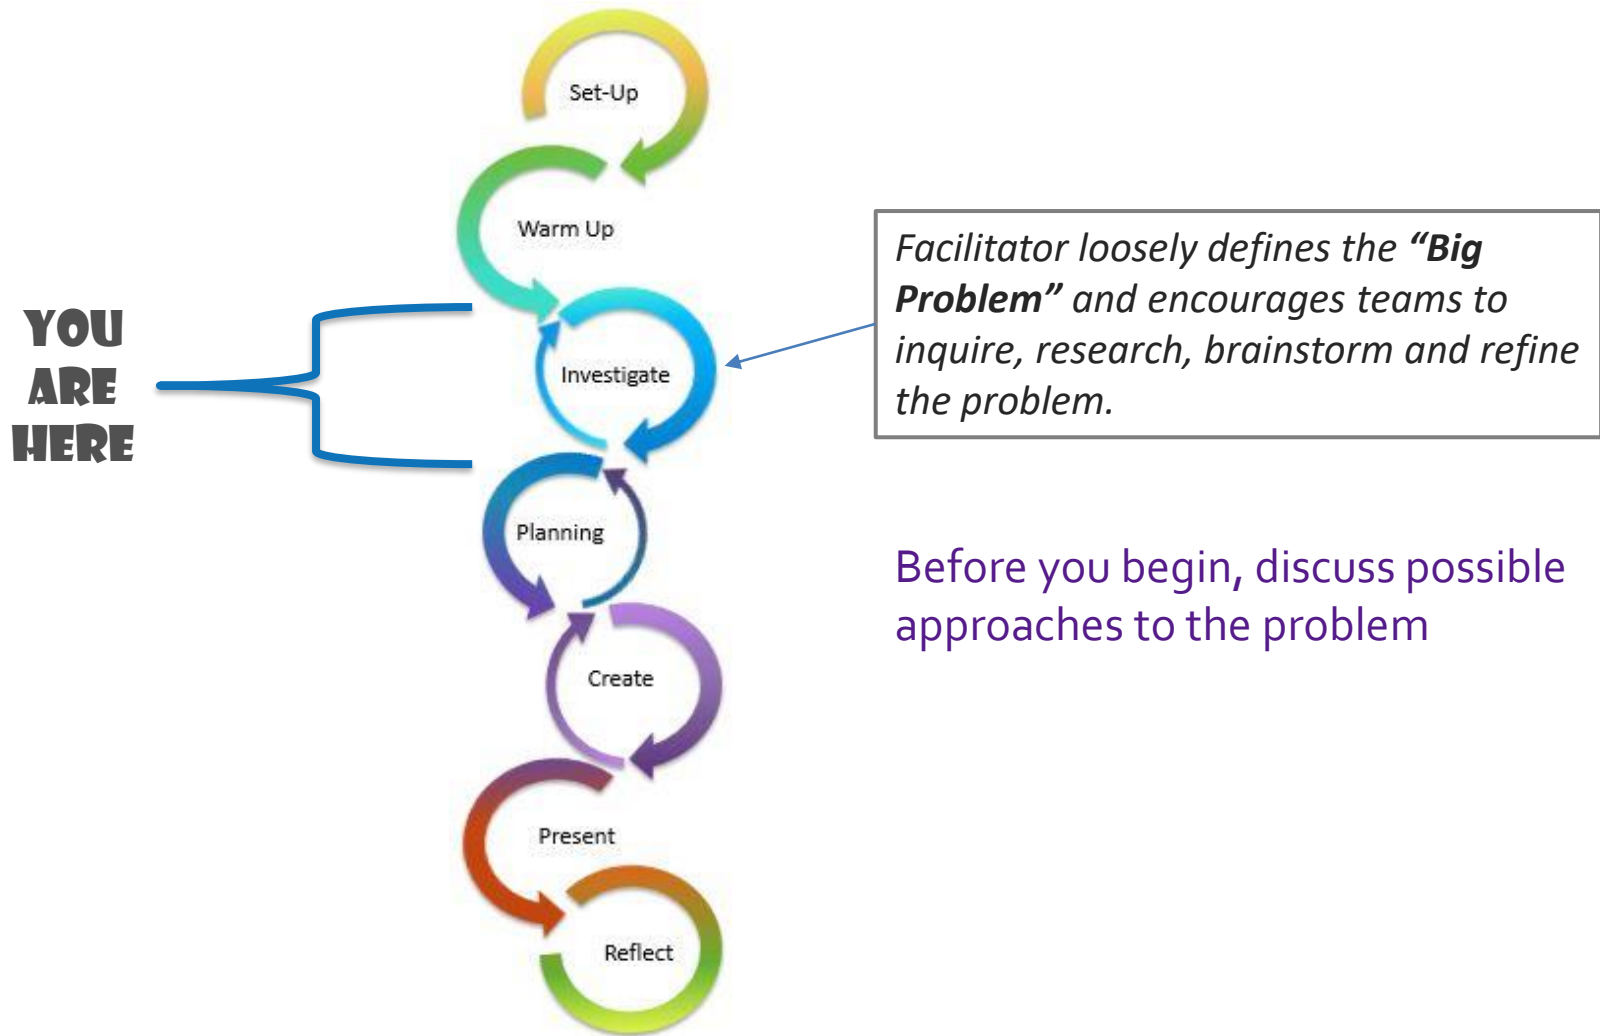 Set-Up
Warm Up
YOU
ARE
HERE
Investigate
Facilitator loosely defines the “Big
Problem” and encourages teams to
inquire, research, brainstorm and refine
the problem.
Planning
Before you begin, discuss possible
approaches to the problem
Create
Present
Reflect